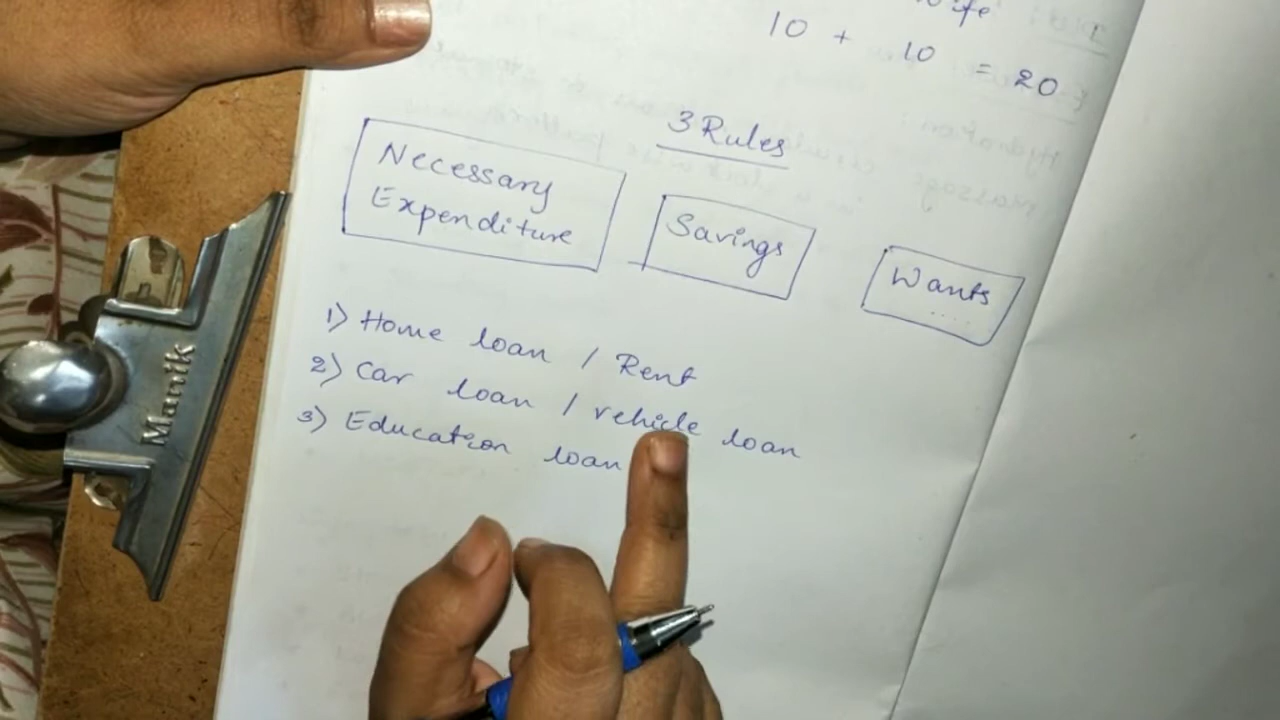 10 + 10 = 20
3 Rules
Necessary
Expenditure
Savings
Wants
1) Home loan / Rent
2) Car loan / vehicle loan
3) Education loan
Manik